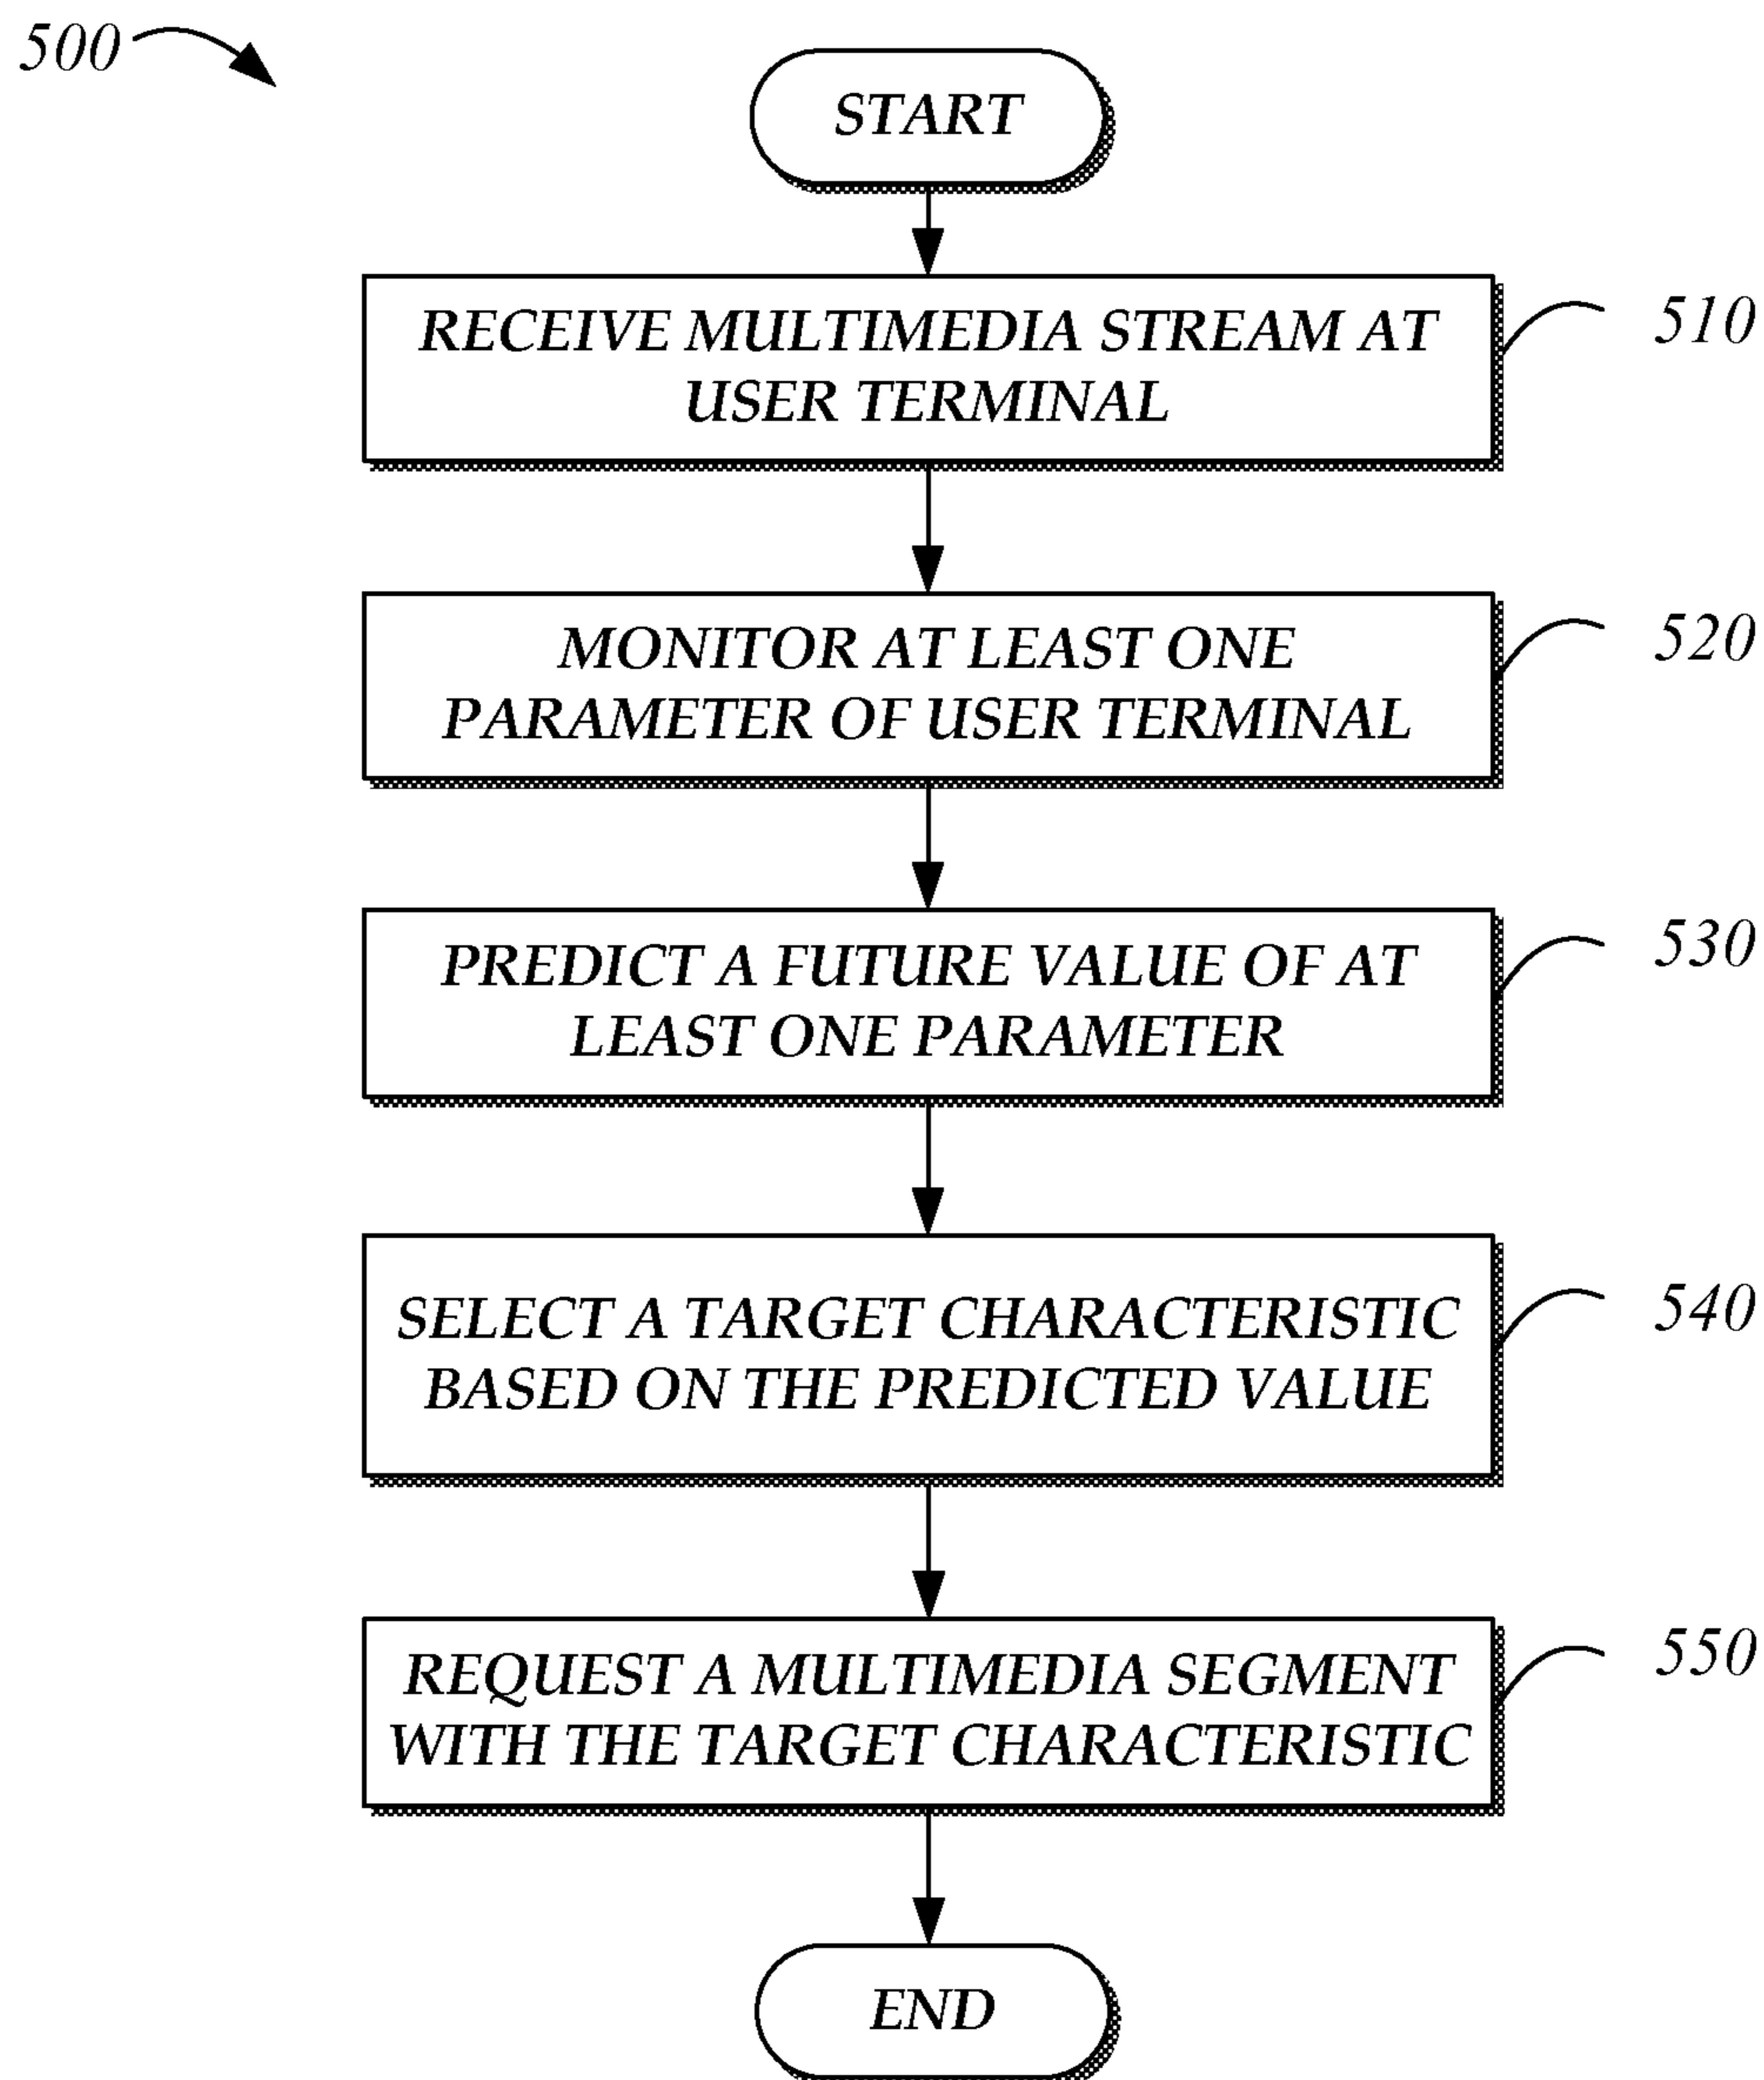 500
START
RECEIVE MULTIMEDIA STREAM AT
USER TERMINAL
510
MONITOR AT LEAST ONE
PARAMETER OF USER TERMINAL
520
PREDICT A FUTURE VALUE OF AT
LEAST ONE PARAMETER
530
SELECT A TARGET CHARACTERISTIC
BASED ON THE PREDICTED VALUE
540
REQUEST A MULTIMEDIA SEGMENT
WITH THE TARGET CHARACTERISTIC
550
END